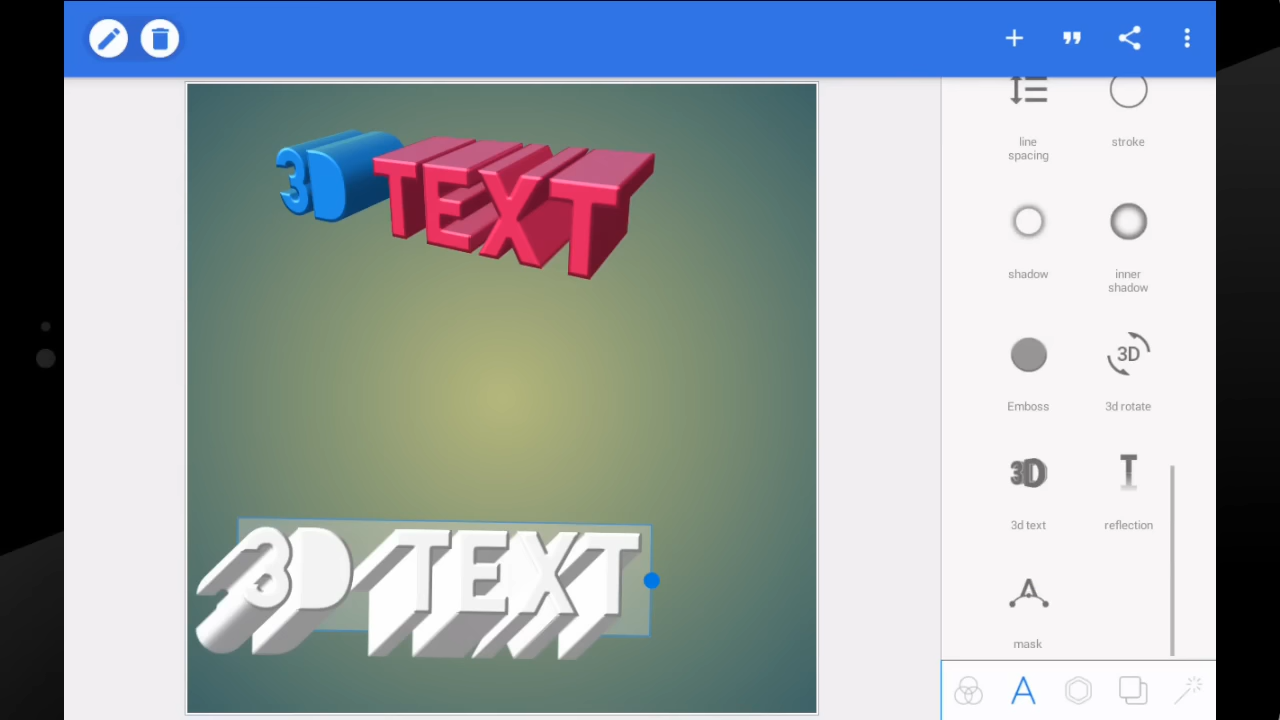 3D TEXT
3D TEXT
line
spacing
stroke
shadow
inner
shadow
Emboss
3D
3d rotate
3D
3d text
T
reflection
mask
A